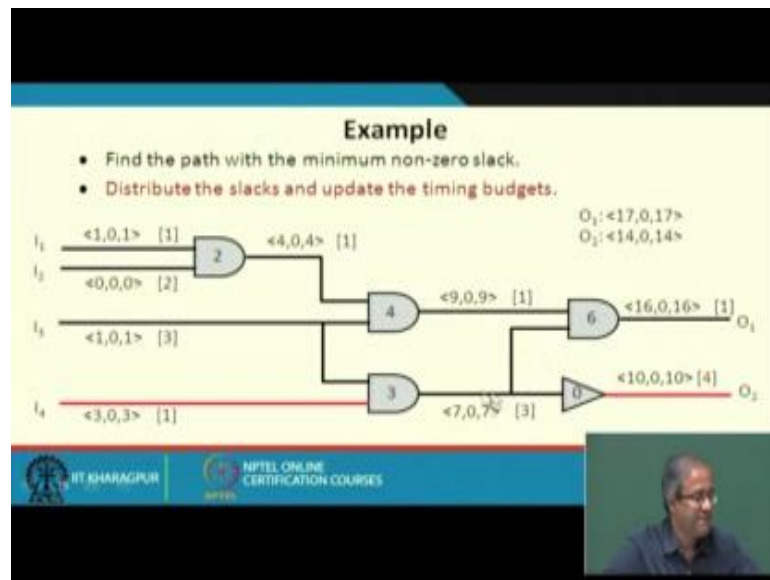 Example
• Find the path with the minimum non-zero slack.
• Distribute the slacks and update the timing budgets.
O₁:<17,0,17>
O₂:<14,0,14>
I₁ <1,0,1> [1]
2 <4,0,4> [1]
I₂ <0,0,0> [2]
4 <9,0,9> [1]
6 <16,0,16> [1] O₁
I₃ <1,0,1> [3]
0 <10,0,10> [4] O₂
I₄ <3,0,3> [1]
3 <7,0,7> [3]
IIT KHARAGPUR
NPTEL
NPTEL ONLINE
CERTIFICATION COURSES